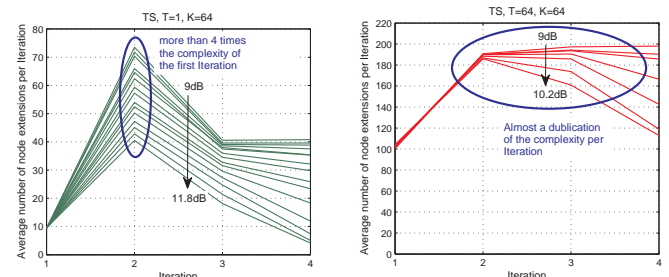 TS, T=1, K=64
Average number of node extensions per Iteration
80
70
60
50
40
30
20
10
0
more than 4 times
the complexity of
the first Iteration
9dB
11.8dB
1
2
3
4
Iteration
TS, T=64, K=64
Average number of node extensions per Iteration
220
200
180
160
140
120
100
80
60
40
20
0
9dB
10.2dB
Almost a dublication
of the complexity per
Iteration
1
2
3
4
Iteration